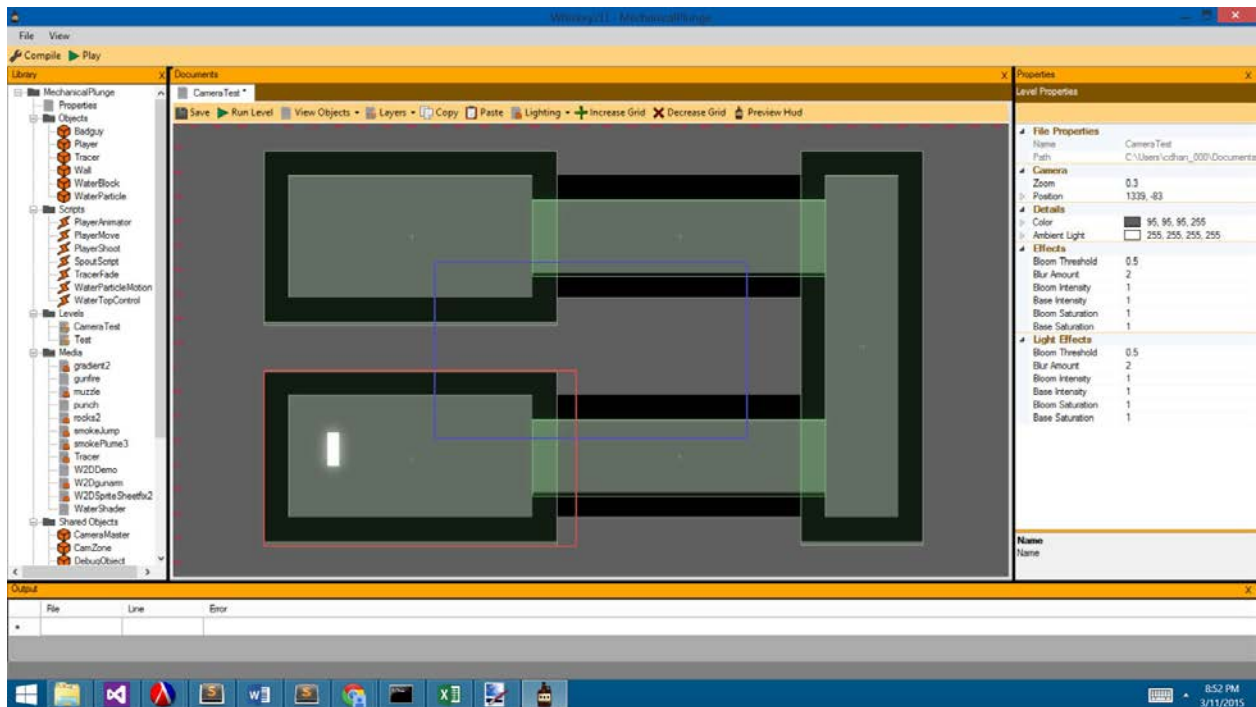 Whiskey2D - MechanicalPlunge
File View
Compile Play
Library X
MechanicalPlunge
Properties
Objects
Badguy
Player
Tracer
Wall
WaterBlock
WaterParticle
Scripts
PlayerAnimator
PlayerMove
PlayerShoot
SpoutScript
TracerFade
WaterParticleMotion
WaterTopControl
Levels
CameraTest
Test
Media
gradient2
gunfire
muzzle
punch
rocks2
smokeJump
smokePlume3
Tracer
W2DDemo
W2Dgunarm
W2DSpriteSheetfix2
WaterShader
Shared Objects
CameraMaster
CamZone
DebugObject
Documents X
CameraTest *
Save Run Level View Objects Layers Copy Paste Lighting Increase Grid Decrease Grid Preview Hud
Properties X
Level Properties
File Properties
Name CameraTest
Path C:\Users\cdhan_000\Documents
Camera
Zoom 0.3
Position 1339, -83
Details
Color 95, 95, 95, 255
Ambient Light 255, 255, 255, 255
Effects
Bloom Threshold 0.5
Blur Amount 2
Bloom Intensity 1
Base Intensity 1
Bloom Saturation 1
Base Saturation 1
Light Effects
Bloom Threshold 0.5
Blur Amount 2
Bloom Intensity 1
Base Intensity 1
Bloom Saturation 1
Base Saturation 1
Name
Name
Output X
File Line Error
8:52 PM
3/11/2015